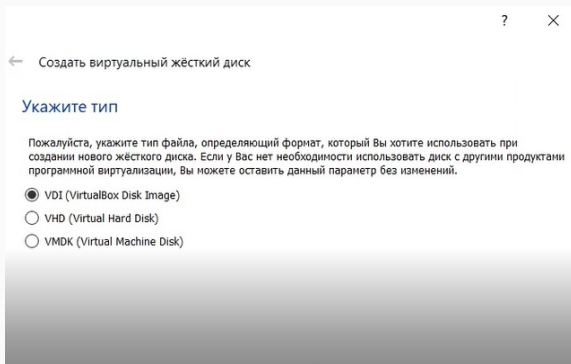 ?
Создать виртуальный жёсткий диск
Укажите тип
Пожалуйста, укажите тип файла, определяющий формат, который Вы хотите использовать при
создании нового жёсткого диска. Если у Вас нет необходимости использовать диск с другими продуктами
программной виртуализации, Вы можете оставить данный параметр без изменений.
VDI (VirtualBox Disk Image)
VHD (Virtual Hard Disk)
VMDK (Virtual Machine Disk)